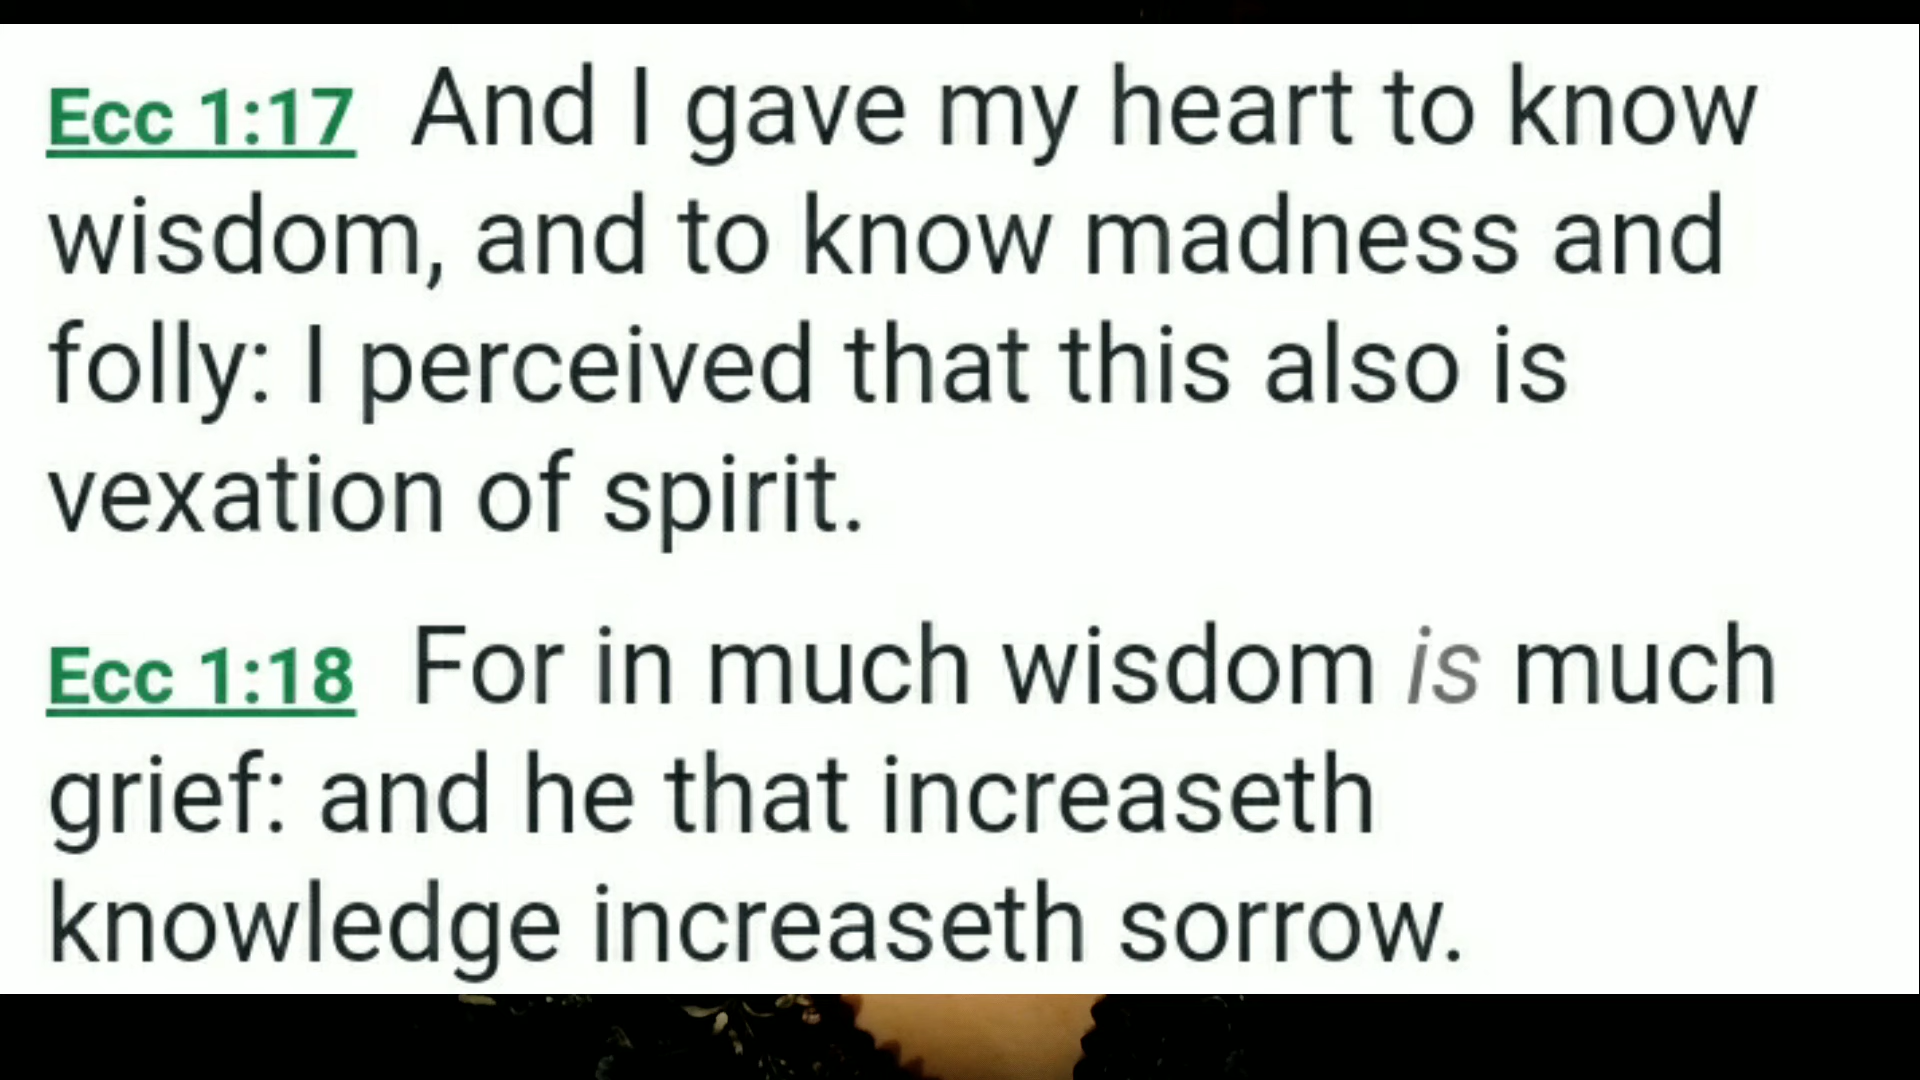 Ecc 1:17 And I gave my heart to know
wisdom, and to know madness and
folly: I perceived that this also is
vexation of spirit.
Ecc 1:18 For in much wisdom is much
grief: and he that increaseth
knowledge increaseth sorrow.